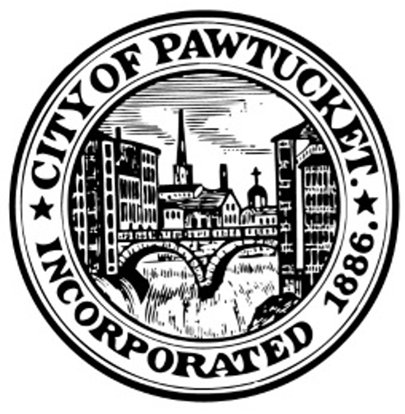 CITY OF PAWTUCKET.
INCORPORATED 1886.